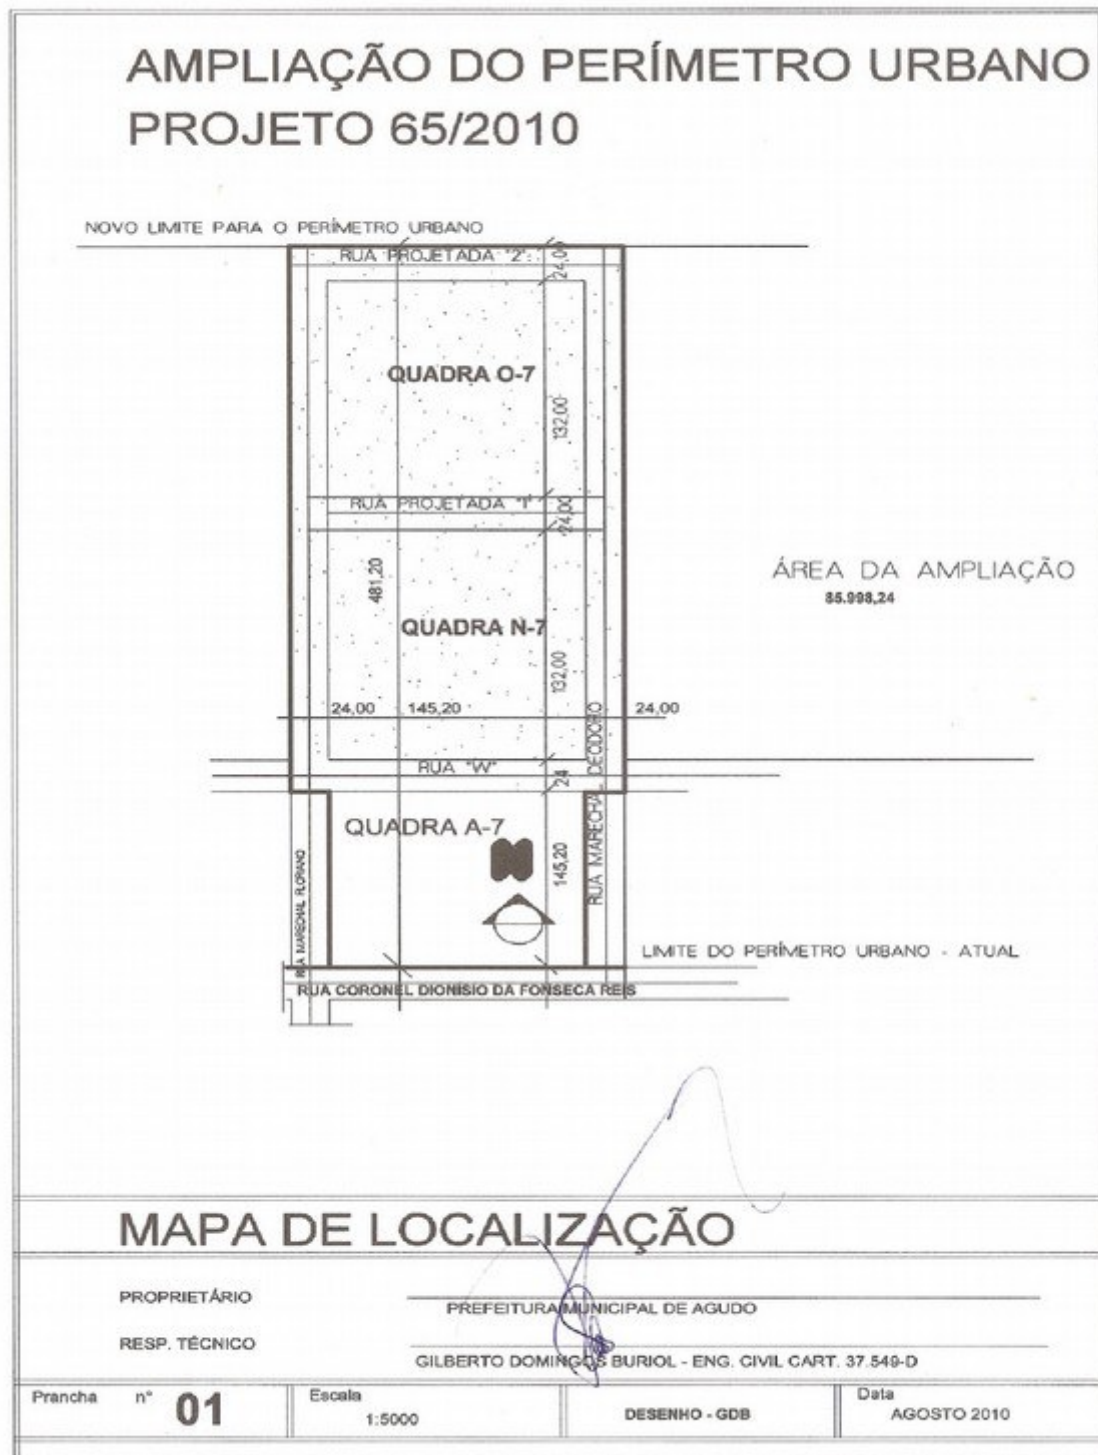 AMPLIAÇÃO DO PERÍMETRO URBANO
PROJETO 65/2010
NOVO LIMITE PARA O PERÍMETRO URBANO
RUA PROJETADA "2"
24,00
QUADRA O-7
132,00
RUA PROJETADA "1"
24,00
481,20
ÁREA DA AMPLIAÇÃO
85.998,24
QUADRA N-7
132,00
24,00
145,20
24,00
RUA "W"
24
RUA MARECHAL DEODORO
QUADRA A-7
145,20
RUA MARECHAL FLORIANO
N
LIMITE DO PERÍMETRO URBANO - ATUAL
RUA CORONEL DIONISIO DA FONSECA REIS
MAPA DE LOCALIZAÇÃO
PROPRIETÁRIO
PREFEITURA MUNICIPAL DE AGUDO
RESP. TÉCNICO
GILBERTO DOMINGOS BURIOL - ENG. CIVIL CART. 37.549-D
Prancha n° 01
Escala
1:5000
DESENHO - GDB
Data
AGOSTO 2010